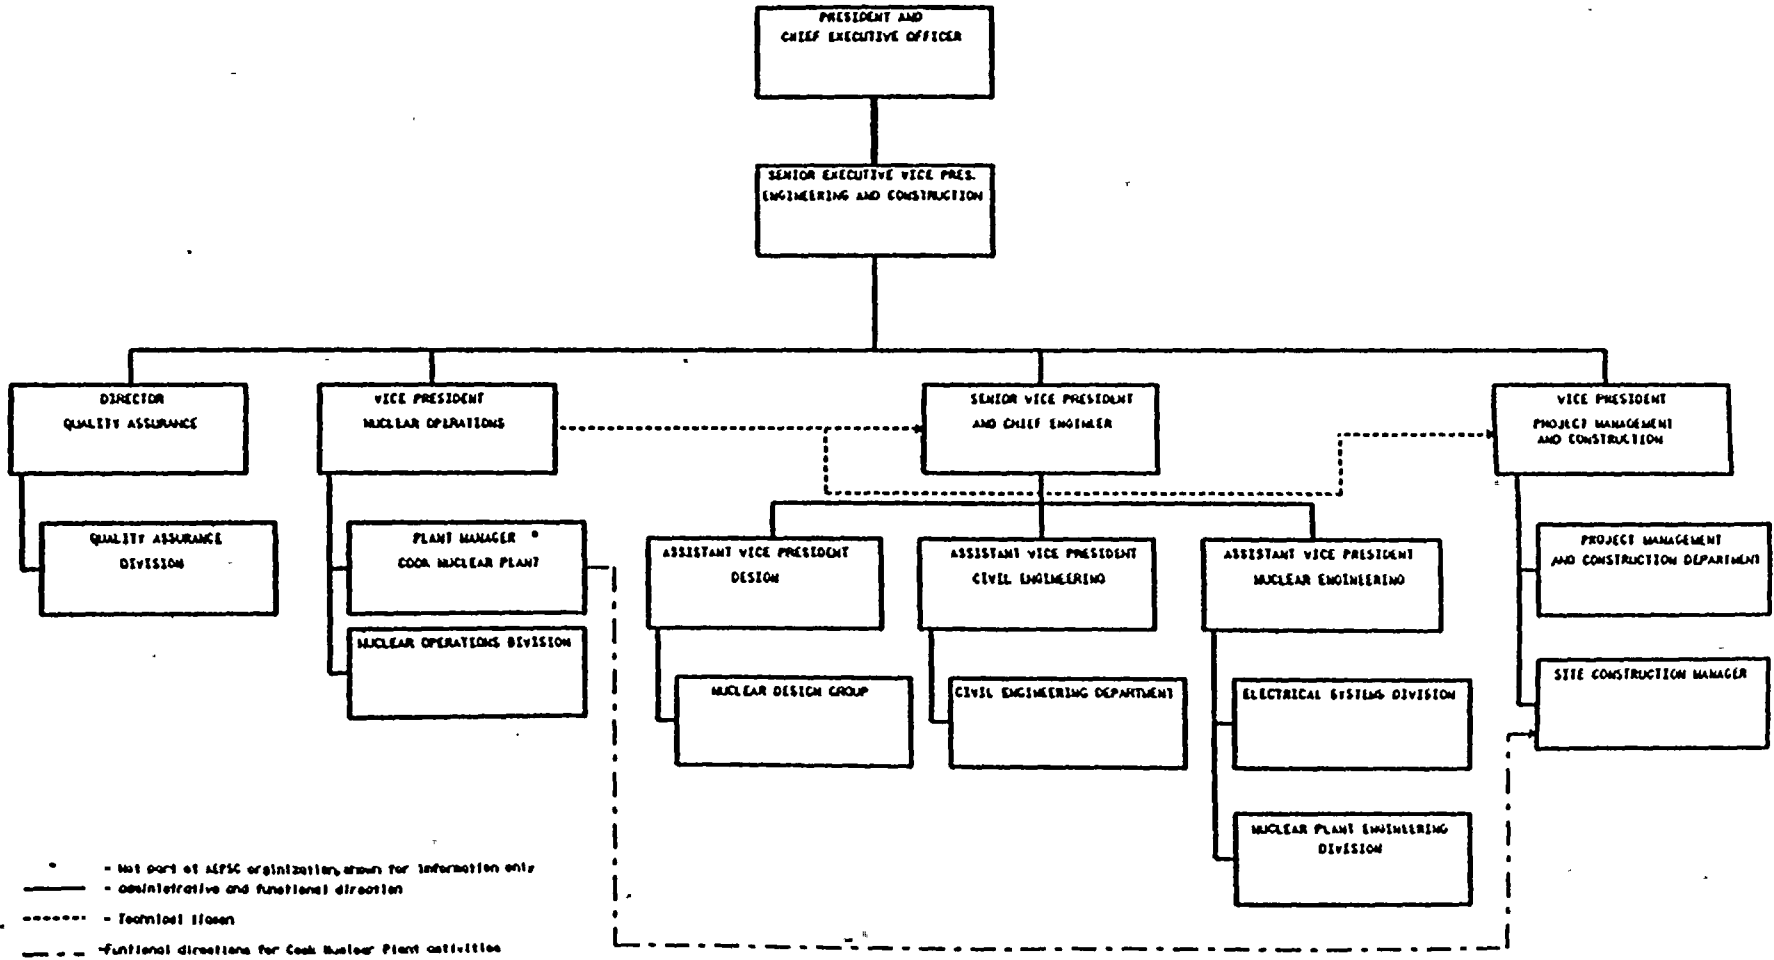 PRESIDENT AND
CHIEF EXECUTIVE OFFICER
SENIOR EXECUTIVE VICE PRES.
ENGINEERING AND CONSTRUCTION
DIRECTOR
QUALITY ASSURANCE
VICE PRESIDENT
NUCLEAR OPERATIONS
SENIOR VICE PRESIDENT
AND CHIEF ENGINEER
VICE PRESIDENT
PROJECT MANAGEMENT
AND CONSTRUCTION
QUALITY ASSURANCE
DIVISION
PLANT MANAGER *
COOK NUCLEAR PLANT
NUCLEAR OPERATIONS DIVISION
ASSISTANT VICE PRESIDENT
DESIGN
ASSISTANT VICE PRESIDENT
CIVIL ENGINEERING
ASSISTANT VICE PRESIDENT
NUCLEAR ENGINEERING
PROJECT MANAGEMENT
AND CONSTRUCTION DEPARTMENT
NUCLEAR DESIGN GROUP
CIVIL ENGINEERING DEPARTMENT
ELECTRICAL SYSTEMS DIVISION
SITE CONSTRUCTION MANAGER
NUCLEAR PLANT ENGINEERING
DIVISION
* - Not part of AEPSC orginization, shown for information only
- administrative and functional direction
- Technical
-Funtional directions for Cook Nuclear Plant activities